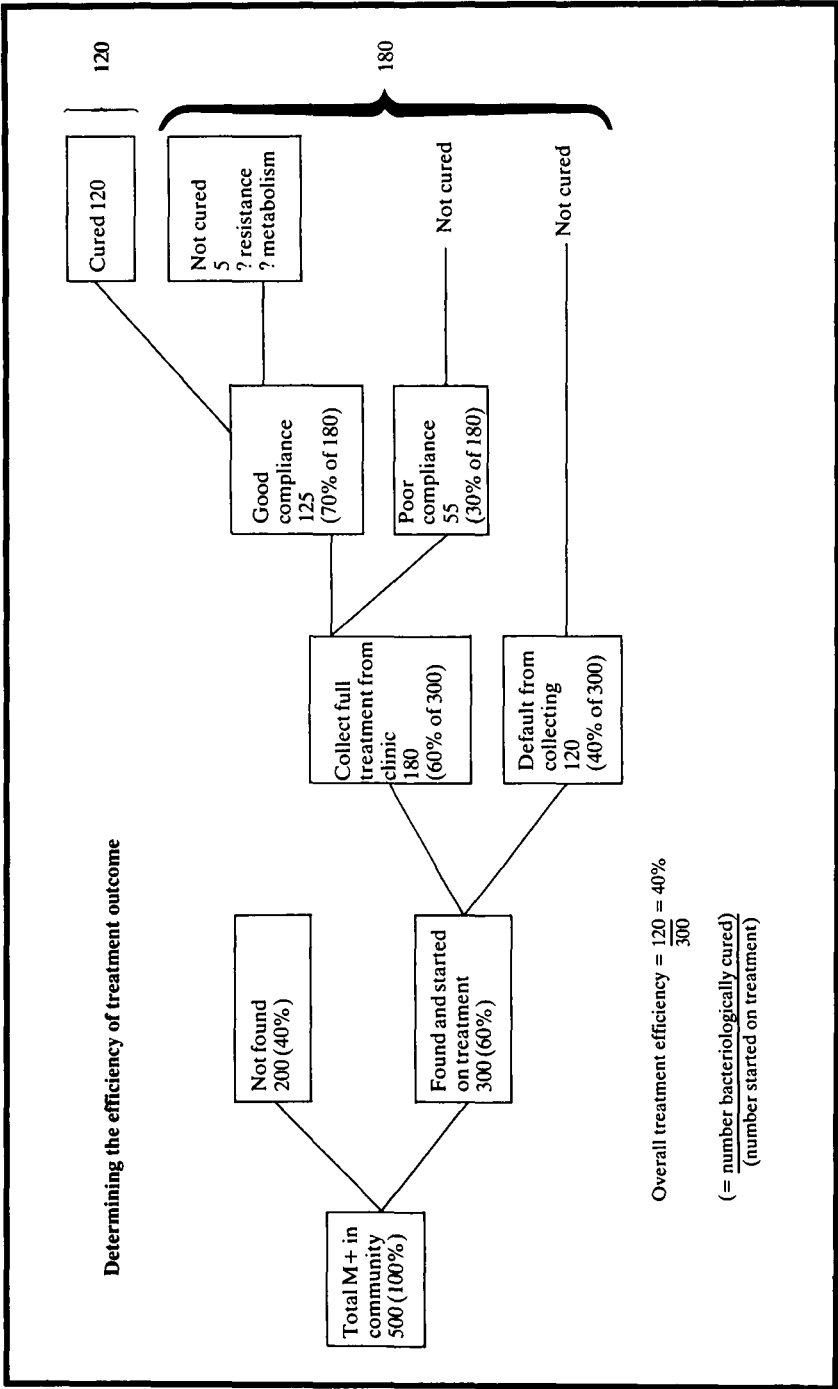 Determining the efficiency of treatment outcome
Total M+ in
community
500 (100%)
Not found
200 (40%)
Found and started
on treatment
300 (60%)
Collect full
treatment from
clinic
180
(60% of 300)
Default from
collecting
120
(40% of 300)
Good
compliance
125
(70% of 180)
Poor
compliance
55
(30% of 180)
Cured 120
Not cured
5
? resistance
? metabolism
Not cured
Not cured
120
180
Overall treatment efficiency = 120 = 40%
300
(= number bacteriologically cured)
(number started on treatment)